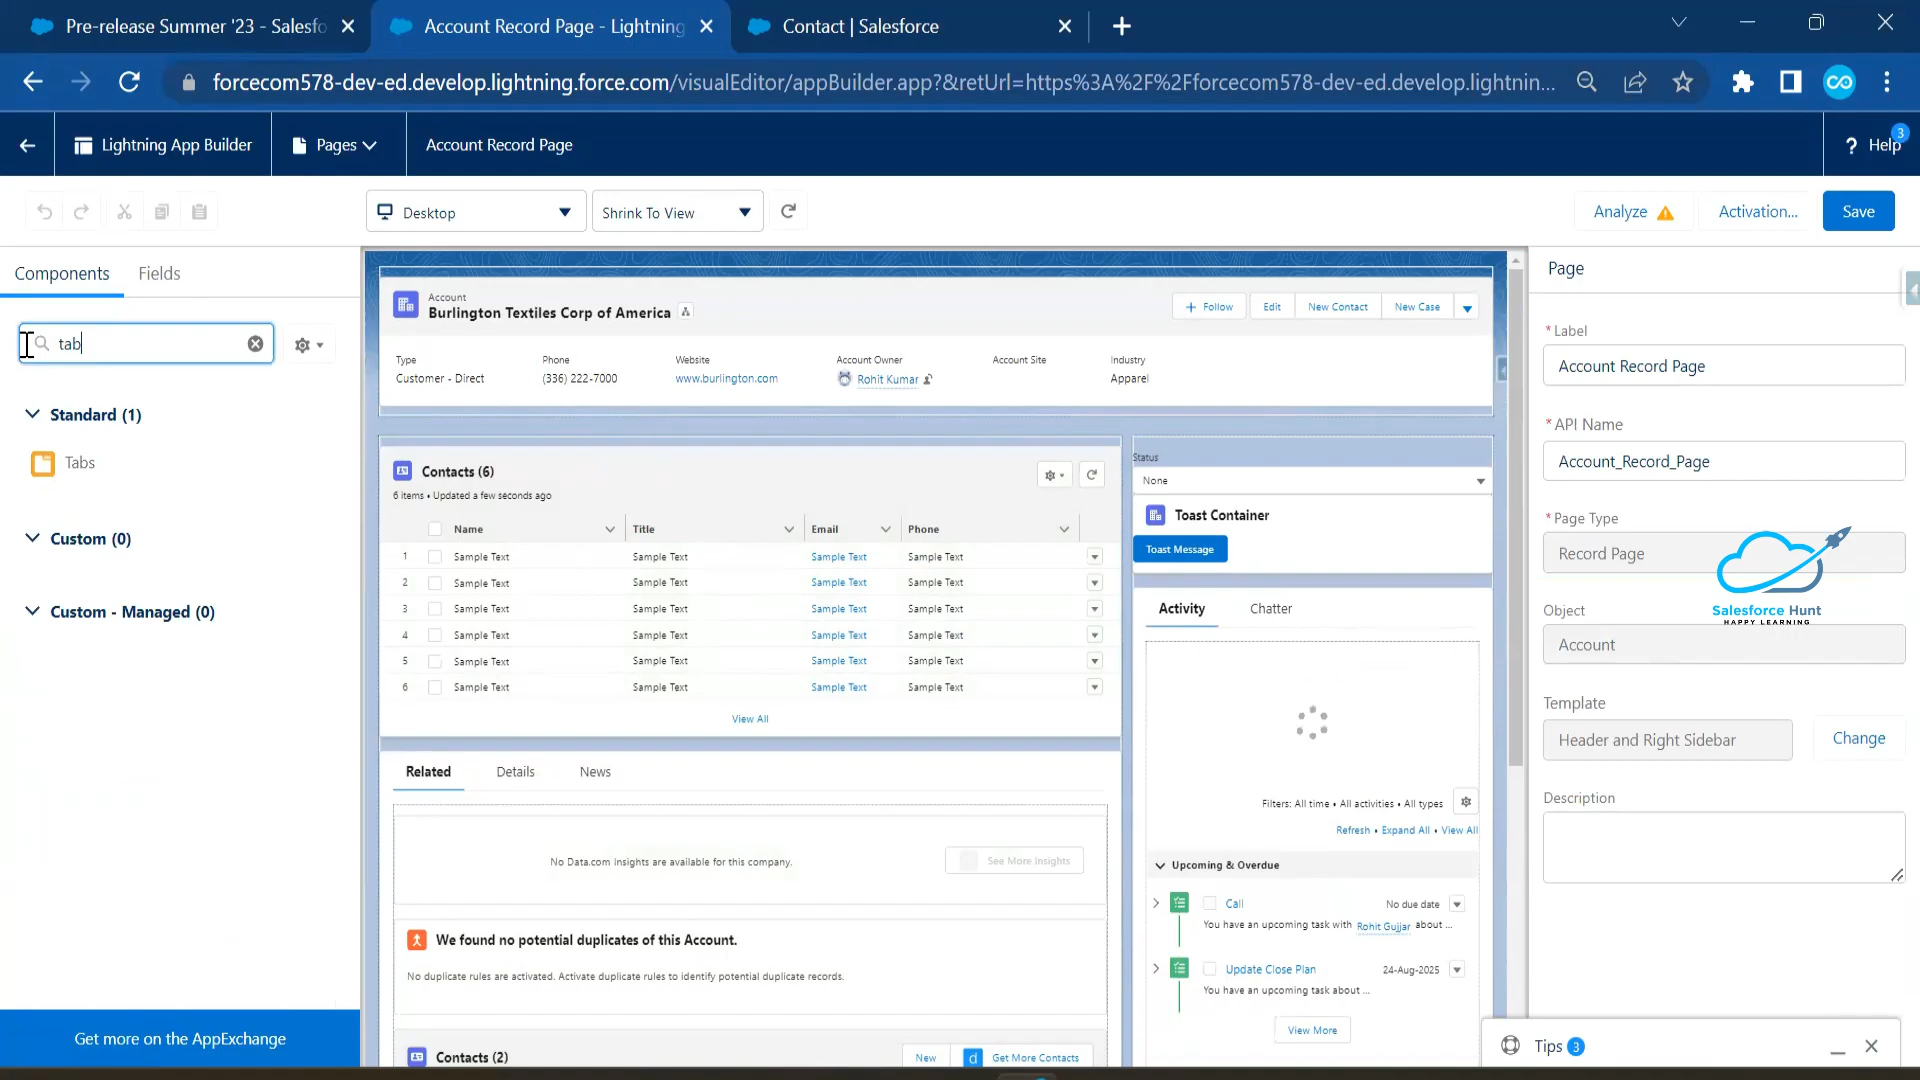 Pre-release Summer '23 - Salesfo
Account Record Page - Lightning
Contact | Salesforce
forcecom578-dev-ed.develop.lightning.force.com/visualEditor/appBuilder.app?&retUrl=https%3A%2F%2Fforcecom578-dev-ed.develop.lightnin...
Lightning App Builder
Pages
Account Record Page
3
? Help
Desktop
Shrink To View
Analyze
Activation...
Save
Components
Fields
tab
Standard (1)
Tabs
Custom (0)
Custom - Managed (0)
Get more on the AppExchange
Account
Burlington Textiles Corp of America
+ Follow
Edit
New Contact
New Case
Type
Phone
Website
Account Owner
Account Site
Industry
Customer - Direct
(336) 222-7000
www.burlington.com
Rohit Kumar
Apparel
Contacts (6)
6 items • Updated a few seconds ago
Name
Title
Email
Phone
1 Sample Text Sample Text Sample Text Sample Text
2 Sample Text Sample Text Sample Text Sample Text
3 Sample Text Sample Text Sample Text Sample Text
4 Sample Text Sample Text Sample Text Sample Text
5 Sample Text Sample Text Sample Text Sample Text
6 Sample Text Sample Text Sample Text Sample Text
View All
Related
Details
News
No Data.com insights are available for this company.
See More Insights
We found no potential duplicates of this Account.
No duplicate rules are activated. Activate duplicate rules to identify potential duplicate records.
Contacts (2)
New
d
Get More Contacts
Status
None
Toast Container
Toast Message
Activity
Chatter
Filters: All time • All activities • All types
Refresh • Expand All • View All
Upcoming & Overdue
Call
No due date
You have an upcoming task with Rohit Gujjar about ...
Update Close Plan
24-Aug-2025
You have an upcoming task about ...
View More
Page
* Label
Account Record Page
* API Name
Account_Record_Page
* Page Type
Record Page
Salesforce Hunt
HAPPY LEARNING
Object
Account
Template
Header and Right Sidebar
Change
Description
Tips 3